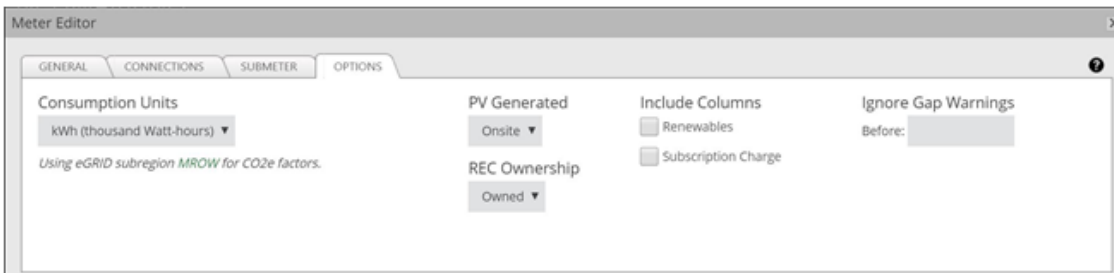 Meter Editor
GENERAL CONNECTIONS SUBMETER OPTIONS
Consumption Units
kWh (thousand Watt-hours)
Using eGRID subregion MROW for CO2e factors.
PV Generated
Onsite
REC Ownership
Owned
Include Columns
Renewables
Subscription Charge
Ignore Gap Warnings
Before: